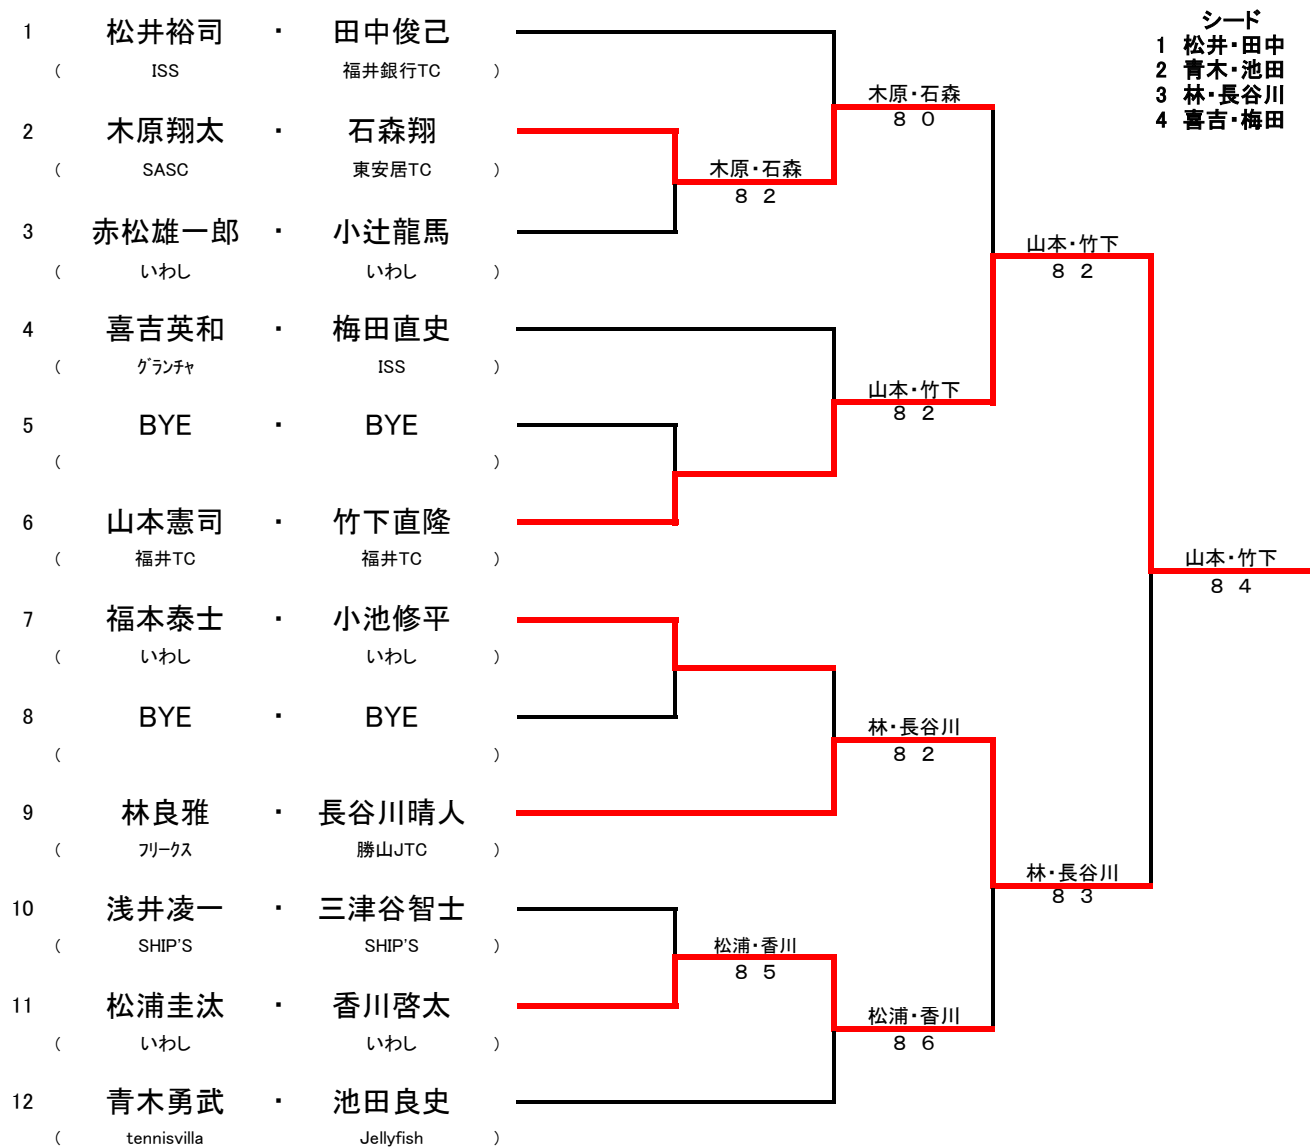 シード
1 松井・田中
2 青木・池田
3 林・長谷川
4 喜吉・梅田
1 松井裕司 ・ 田中俊己
( ISS 福井銀行TC )
木原・石森
8 0
2 木原翔太 ・ 石森翔
( SASC 東安居TC )
木原・石森
8 2
3 赤松雄一郎 ・ 小辻龍馬
( いわし いわし )
山本・竹下
8 2
4 喜吉英和 ・ 梅田直史
( グランチャ ISS )
山本・竹下
8 2
5 BYE ・ BYE
( )
6 山本憲司 ・ 竹下直隆
( 福井TC 福井TC )
山本・竹下
8 4
7 福本泰士 ・ 小池修平
( いわし いわし )
8 BYE ・ BYE
( )
林・長谷川
8 2
9 林良雅 ・ 長谷川晴人
( フリークス 勝山JTC )
林・長谷川
8 3
10 浅井凌一 ・ 三津谷智士
( SHIP'S SHIP'S )
松浦・香川
8 5
11 松浦圭汰 ・ 香川啓太
( いわし いわし )
松浦・香川
8 6
12 青木勇武 ・ 池田良史
( tennisvilla Jellyfish )